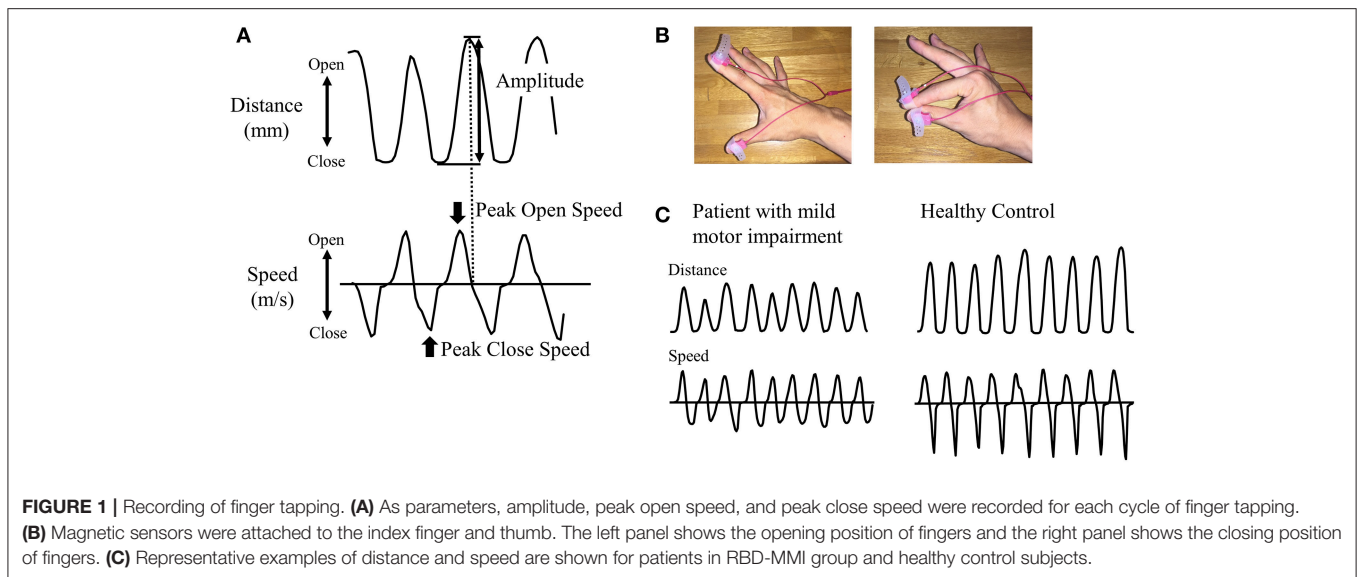 A
Open
Distance
(mm)
Close
Amplitude
Peak Open Speed
Open
Speed
(m/s)
Close
Peak Close Speed
B
C
Patient with mild
motor impairment
Healthy Control
Distance
Speed
FIGURE 1 | Recording of finger tapping. (A) As parameters, amplitude, peak open speed, and peak close speed were recorded for each cycle of finger tapping.
(B) Magnetic sensors were attached to the index finger and thumb. The left panel shows the opening position of fingers and the right panel shows the closing position
of fingers. (C) Representative examples of distance and speed are shown for patients in RBD-MMI group and healthy control subjects.